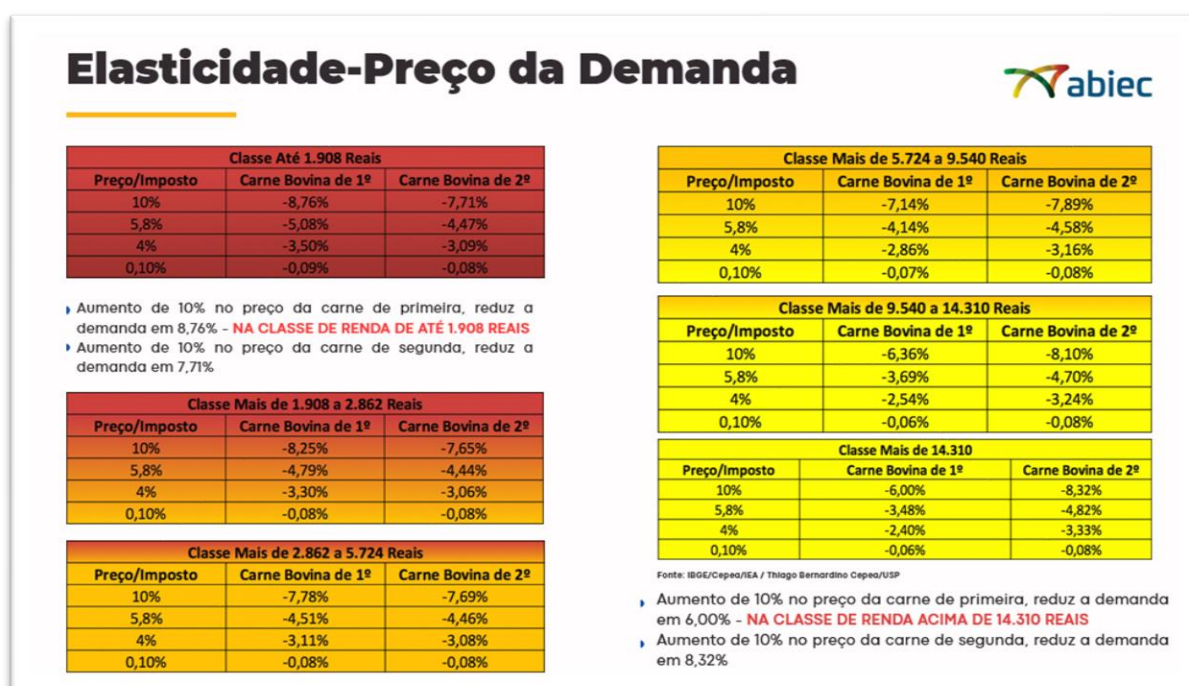 Elasticidade-Preço da Demanda
abiec
Classe Até 1.908 Reais
Preço/Imposto Carne Bovina de 1º Carne Bovina de 2º
10% -8,76% -7,71%
5,8% -5,08% -4,47%
4% -3,50% -3,09%
0,10% -0,09% -0,08%
Aumento de 10% no preço da carne de primeira, reduz a
demanda em 8,76% - NA CLASSE DE RENDA DE ATÉ 1.908 REAIS
Aumento de 10% no preço da carne de segunda, reduz a
demanda em 7,71%
Classe Mais de 1.908 a 2.862 Reais
Preço/Imposto Carne Bovina de 1º Carne Bovina de 2º
10% -8,25% -7,65%
5,8% -4,79% -4,44%
4% -3,30% -3,06%
0,10% -0,08% -0,08%
Classe Mais de 2.862 a 5.724 Reais
Preço/Imposto Carne Bovina de 1º Carne Bovina de 2º
10% -7,78% -7,69%
5,8% -4,51% -4,46%
4% -3,11% -3,08%
0,10% -0,08% -0,08%
Classe Mais de 5.724 a 9.540 Reais
Preço/Imposto Carne Bovina de 1º Carne Bovina de 2º
10% -7,14% -7,89%
5,8% -4,14% -4,58%
4% -2,86% -3,16%
0,10% -0,07% -0,08%
Classe Mais de 9.540 a 14.310 Reais
Preço/Imposto Carne Bovina de 1º Carne Bovina de 2º
10% -6,36% -8,10%
5,8% -3,69% -4,70%
4% -2,54% -3,24%
0,10% -0,06% -0,08%
Classe Mais de 14.310
Preço/Imposto Carne Bovina de 1º Carne Bovina de 2º
10% -6,00% -8,32%
5,8% -3,48% -4,82%
4% -2,40% -3,33%
0,10% -0,06% -0,08%
Fonte: IBGE/Cepea/IEA / Thiago Bernardino Cepea/USP
Aumento de 10% no preço da carne de primeira, reduz a demanda
em 6,00% - NA CLASSE DE RENDA ACIMA DE 14.310 REAIS
Aumento de 10% no preço da carne de segunda, reduz a demanda
em 8,32%